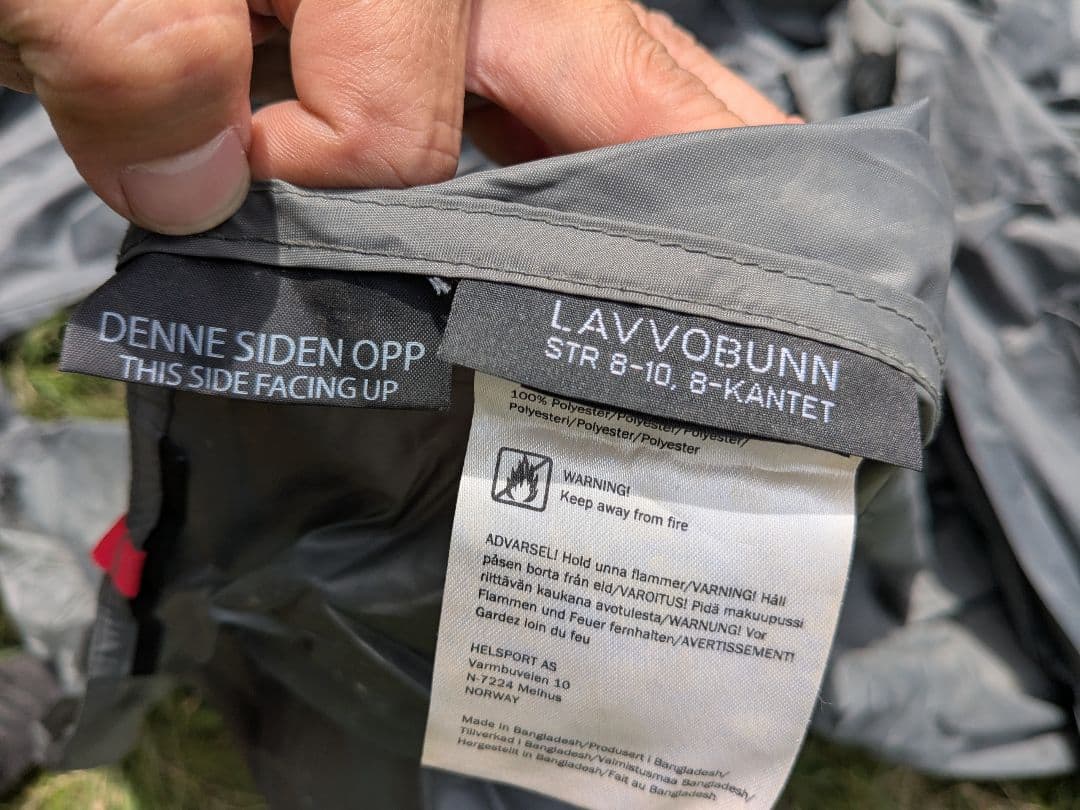 DENNE SIDEN OPP
THIS SIDE FACING UP
LAVVOBUNN
STR 8-10, 8-KANTET
100% Polyester/Polyester/Polyester/
Polyesteri/Polyester/Polyester
WARNING!
Keep away from fire
ADVARSEL! Hold unna flammer/VARNING! Håll
påsen borta från eld/VAROITUS! Pidä makuupussi
riittävän kaukana avotulesta/WARNUNG! Vor
Flammen und Feuer fernhalten/AVERTISSEMENT!
Gardez loin du feu
HELSPORT AS
Varmbuveien 10
N-7224 Melhus
NORWAY
Made in Bangladesh/Produsert i Bangladesh/
Tillverkad i Bangladesh/Valmistusmaa Bangladesh/
Hergestellt in Bangladesh/Fait au Bangladesh